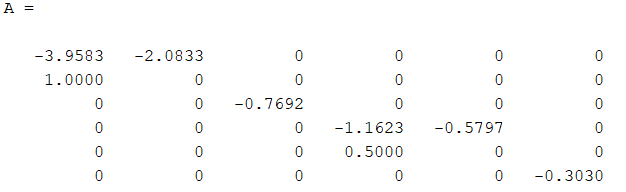 A =
-3.9583 -2.0833 0 0 0 0
1.0000 0 0 0 0 0
0 0 -0.7692 0 0 0
0 0 0 -1.1623 -0.5797 0
0 0 0 0.5000 0 0
0 0 0 0 0 -0.3030